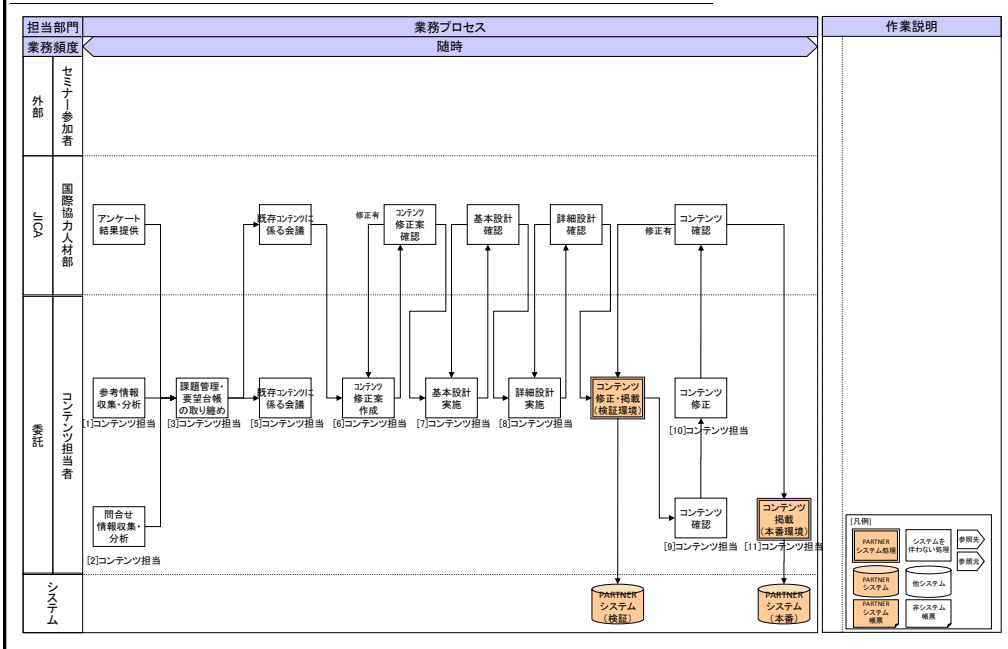 担当部門
業務プロセス
作業説明
業務頻度
随時
外部
セミナー参加者
JICA
国際協力人材部
アンケート
結果提供
既存コンテンツに
係る会議
修正有
コンテンツ
修正案
確認
基本設計
確認
詳細設計
確認
修正有
コンテンツ
確認
委託
コンテンツ担当者
参考情報
収集・分析
[1]コンテンツ担当
課題管理・
要望台帳
の取り纏め
[3]コンテンツ担当
既存コンテンツに
係る会議
[5]コンテンツ担当
コンテンツ
修正案
作成
[6]コンテンツ担当
基本設計
実施
[7]コンテンツ担当
詳細設計
実施
[8]コンテンツ担当
コンテンツ
修正・掲載
(検証環境)
コンテンツ
修正
[10]コンテンツ担当
問合せ
情報収集・
分析
[2]コンテンツ担当
コンテンツ
確認
[9]コンテンツ担当
コンテンツ
掲載
(本番環境)
[11]コンテンツ担当
システム
PARTNER
システム
(検証)
PARTNER
システム
(本番)
[凡例]
PARTNER
システム処理
システムを
伴わない処理
参照先
参照元
PARTNER
システム
他システム
PARTNER
システム
帳票
非システム
帳票